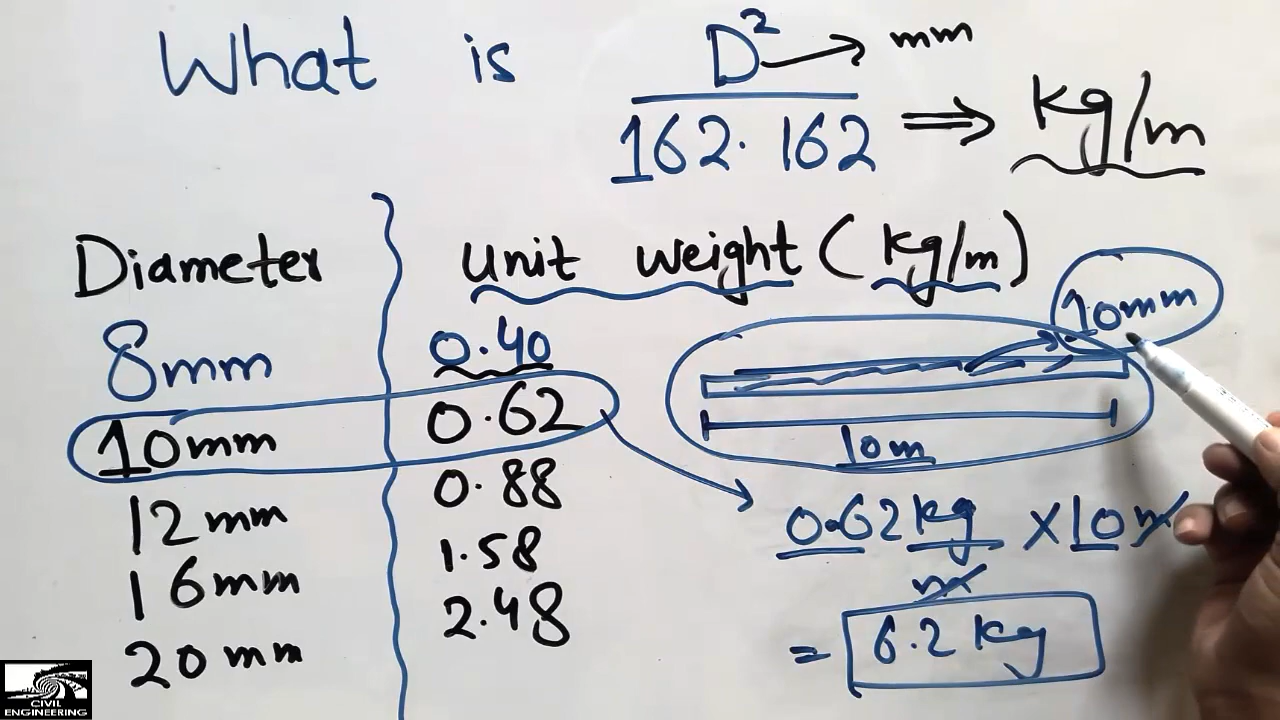 What is D² → mm
162.162 ⇒ kg/m
Diameter unit weight (kg/m)
8mm 0.40
10mm 0.62
12mm 0.88
16mm 1.58
20mm 2.48
10mm
10m
0.62 kg × 10 m
m
= 6.2 kg
CIVIL
ENGINEERING